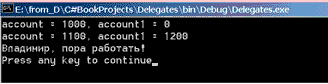 E:\from_D\C#BookProjects\Delegates\bin\Debug\Delegates.exe
account = 1000, account1 = 0
account = 1100, account1 = 1200
Владимир, пора работать!
Press any key to continue